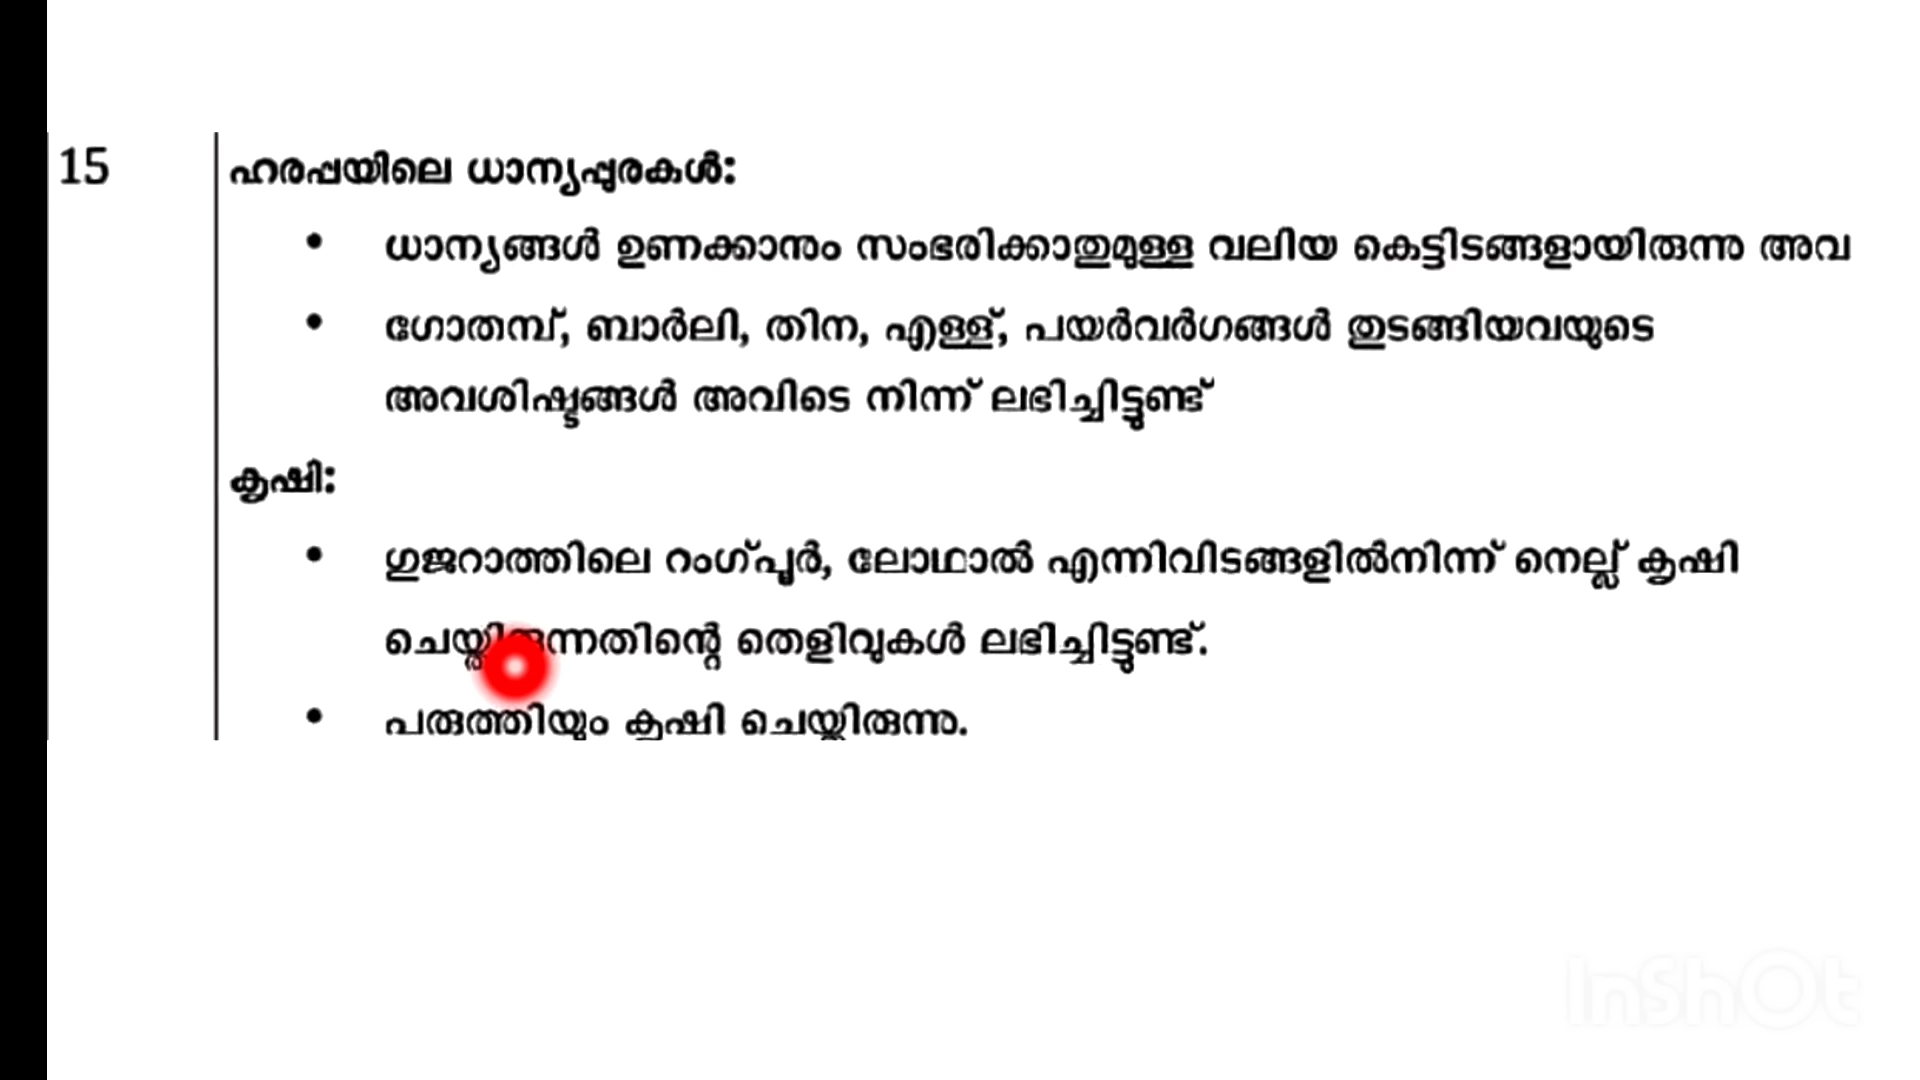 15
ഹരപ്പയിലെ ധാന്യപ്പുരകൾ:
• ധാന്യങ്ങൾ ഉണക്കാനും സംഭരിക്കാതുമുള്ള വലിയ കെട്ടിടങ്ങളായിരുന്നു അവ
• ഗോതമ്പ്, ബാർലി, തിന, എള്ള്, പയർവർഗങ്ങൾ തുടങ്ങിയവയുടെ
അവശിഷ്ടങ്ങൾ അവിടെ നിന്ന് ലഭിച്ചിട്ടുണ്ട്
കൃഷി:
• ഗുജറാത്തിലെ റംഗ്പൂർ, ലോഥാൽ എന്നിവിടങ്ങളിൽനിന്ന് നെല്ല് കൃഷി
ചെയ്തിരുന്നതിന്റെ തെളിവുകൾ ലഭിച്ചിട്ടുണ്ട്.
• പരുത്തിയും കൃഷി ചെയ്തിരുന്നു.
InShOt